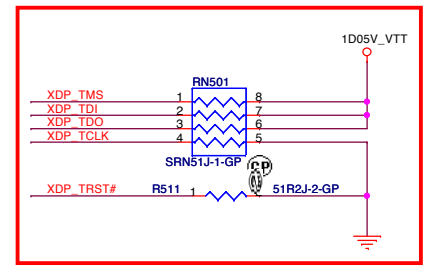 1D05V_VTT
RN501
XDP_TMS 1 8
XDP_TDI 2 7
XDP_TDO 3 6
XDP_TCLK 4 5
SRN51J-1-GP
XDP_TRST# R511 1 51R2J-2-GP